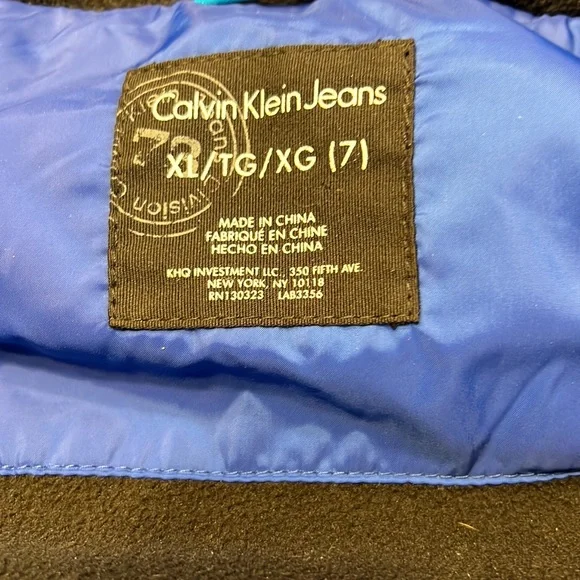 Calvin Klein Jeans
78
XL/TG/XG (7)
MADE IN CHINA
FABRIQUÉ EN CHINE
HECHO EN CHINA
KHQ INVESTMENT LLC., 350 FIFTH AVE.
NEW YORK, NY 10118
RN130323 LAB3356